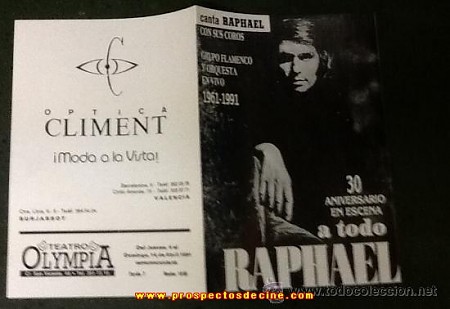 OPTICA
CLIMENT
¡Moda a la Vista!
VALENCIA
BURJASSOT
TEATRO
OLYMPIA
canta RAPHAEL
CON SUS COROS
GRUPO FLAMENCO
Y ORQUESTA
EN VIVO
1961-1991
30
ANIVERSARIO
EN ESCENA
a todo
RAPHAEL
www.todocoleccion.net
www.prospectosdecine.com